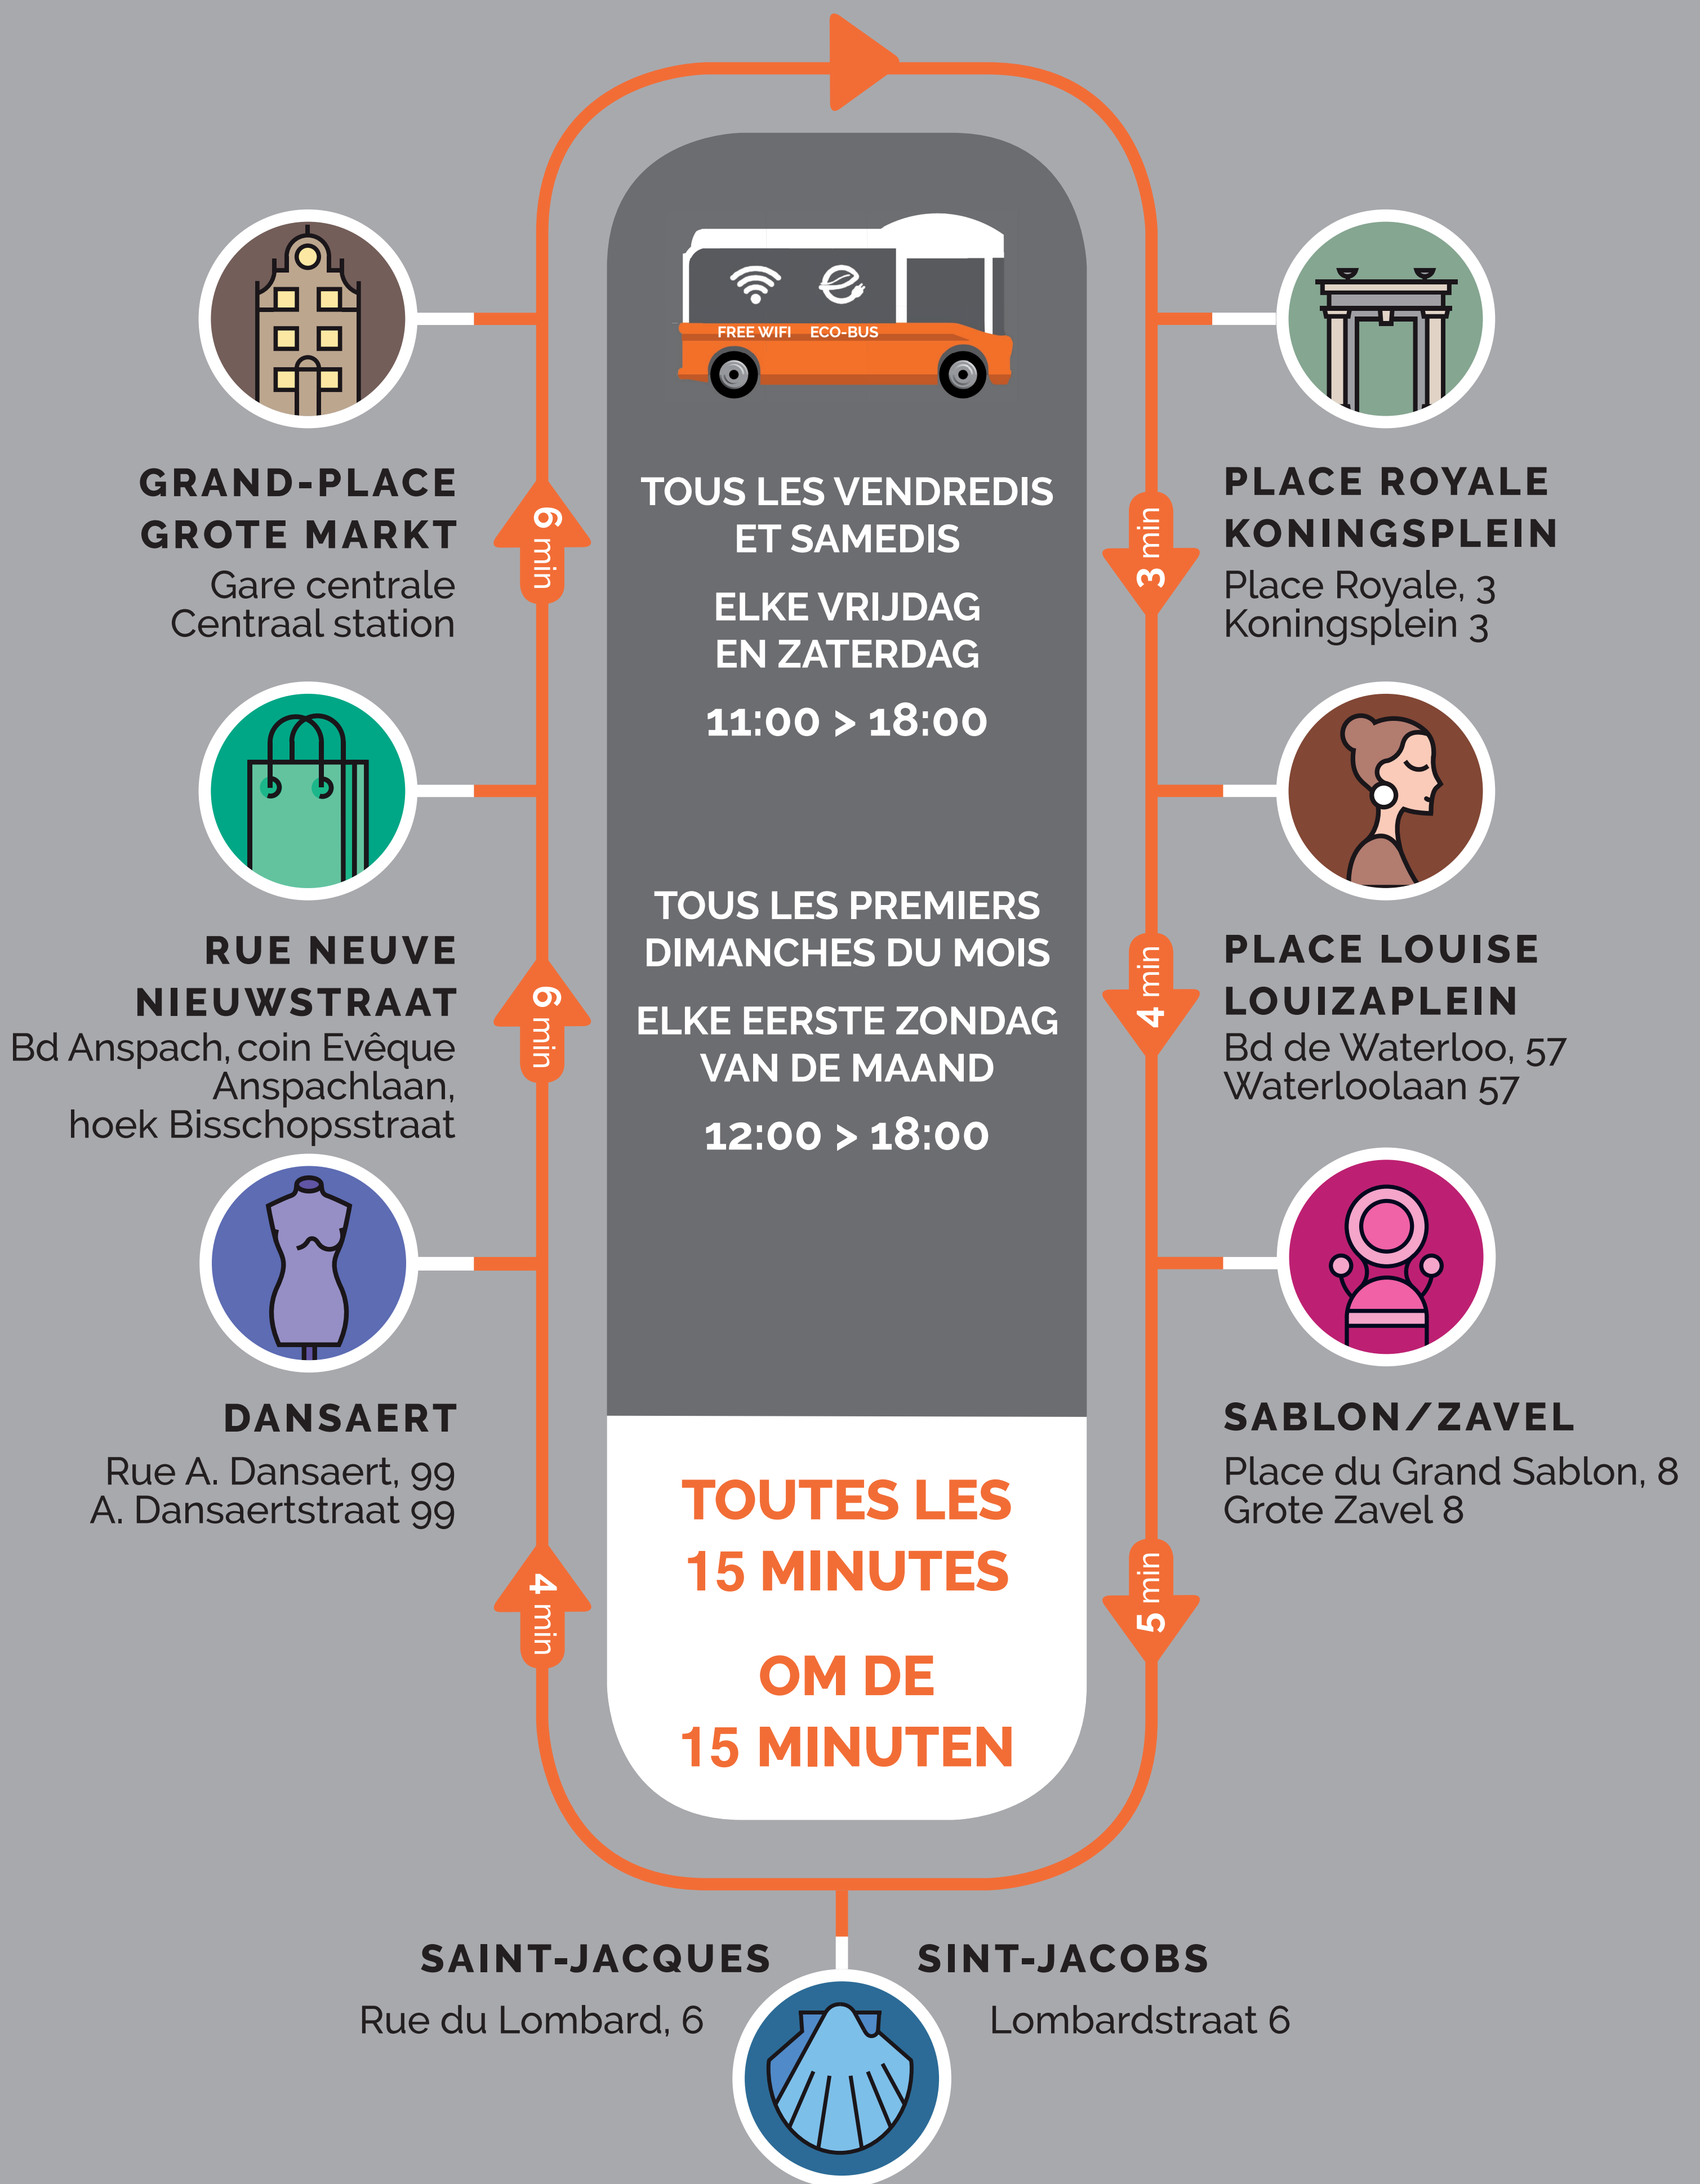 FREE WIFI ECO-BUS
GRAND-PLACE
GROTE MARKT
Gare centrale
Centraal station
6 min
RUE NEUVE
NIEUWSTRAAT
Bd Anspach, coin Evêque
Anspachlaan,
hoek Bisschopsstraat
6 min
DANSAERT
Rue A. Dansaert, 99
A. Dansaertstraat 99
4 min
TOUS LES VENDREDIS
ET SAMEDIS
ELKE VRIJDAG
EN ZATERDAG
11:00 > 18:00
TOUS LES PREMIERS
DIMANCHES DU MOIS
ELKE EERSTE ZONDAG
VAN DE MAAND
12:00 > 18:00
TOUTES LES
15 MINUTES
OM DE
15 MINUTEN
PLACE ROYALE
KONINGSPLEIN
Place Royale, 3
Koningsplein 3
3 min
PLACE LOUISE
LOUIZAPLEIN
Bd de Waterloo, 57
Waterloolaan 57
4 min
SABLON/ZAVEL
Place du Grand Sablon, 8
Grote Zavel 8
5 min
SAINT-JACQUES
Rue du Lombard, 6
SINT-JACOBS
Lombardstraat 6